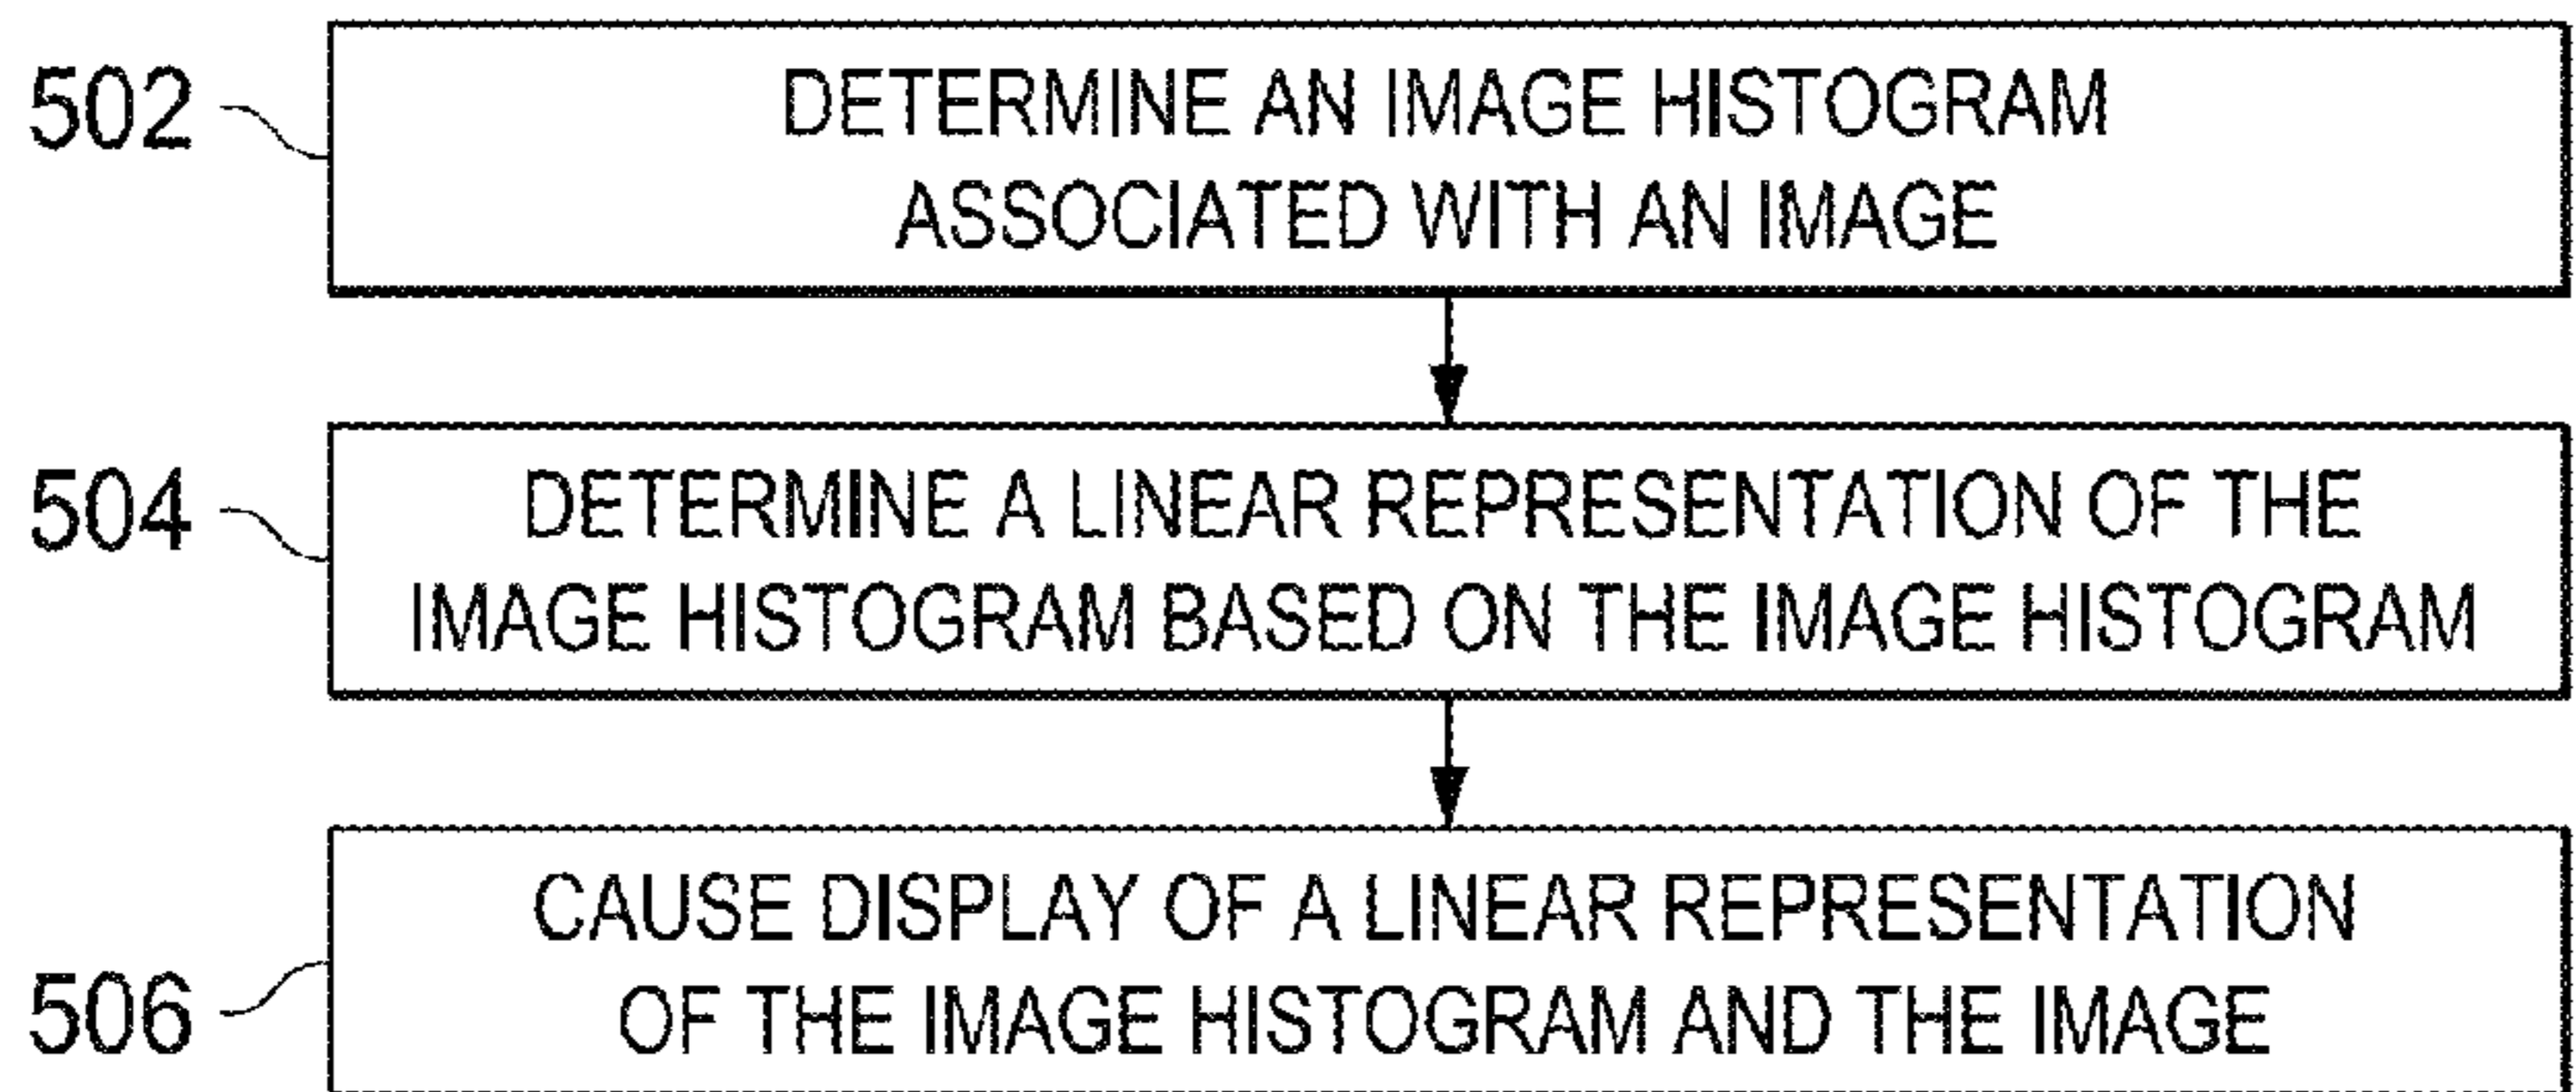 502
DETERMINE AN IMAGE HISTOGRAM
ASSOCIATED WITH AN IMAGE
504
DETERMINE A LINEAR REPRESENTATION OF THE
IMAGE HISTOGRAM BASED ON THE IMAGE HISTOGRAM
506
CAUSE DISPLAY OF A LINEAR REPRESENTATION
OF THE IMAGE HISTOGRAM AND THE IMAGE